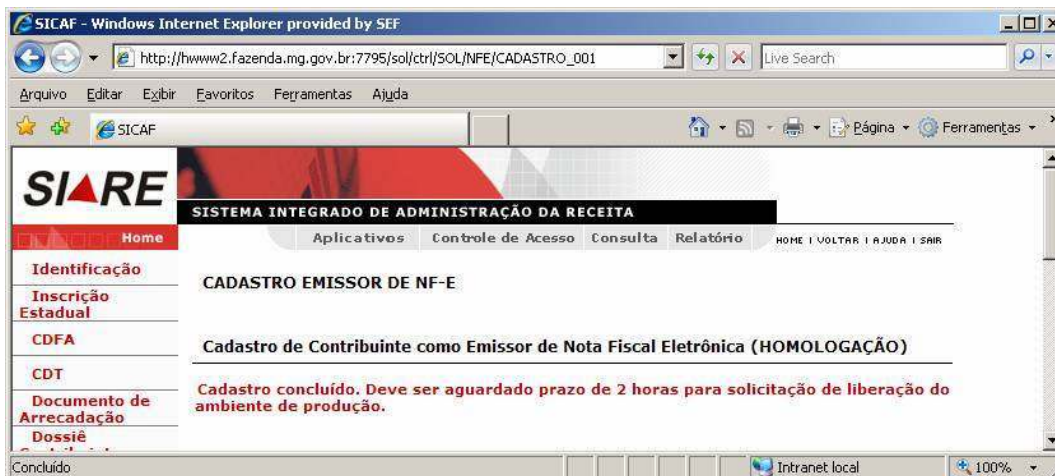 SICAF - Windows Internet Explorer provided by SEF
http://hwww2.fazenda.mg.gov.br:7795/sol/ctrl/SOL/NFE/CADASTRO_001
Live Search
Arquivo Editar Exibir Favoritos Ferramentas Ajuda
SICAF
Página Ferramentas
SIARE
SISTEMA INTEGRADO DE ADMINISTRAÇÃO DA RECEITA
Home Aplicativos Controle de Acesso Consulta Relatório HOME | VOLTAR | AJUDA | SAIR
Identificação
Inscrição
Estadual
CDFA
CDT
Documento de
Arrecadação
Dossiê
CADASTRO EMISSOR DE NF-E
Cadastro de Contribuinte como Emissor de Nota Fiscal Eletrônica (HOMOLOGAÇÃO)
Cadastro concluído. Deve ser aguardado prazo de 2 horas para solicitação de liberação do
ambiente de produção.
Concluído
Intranet local
100%